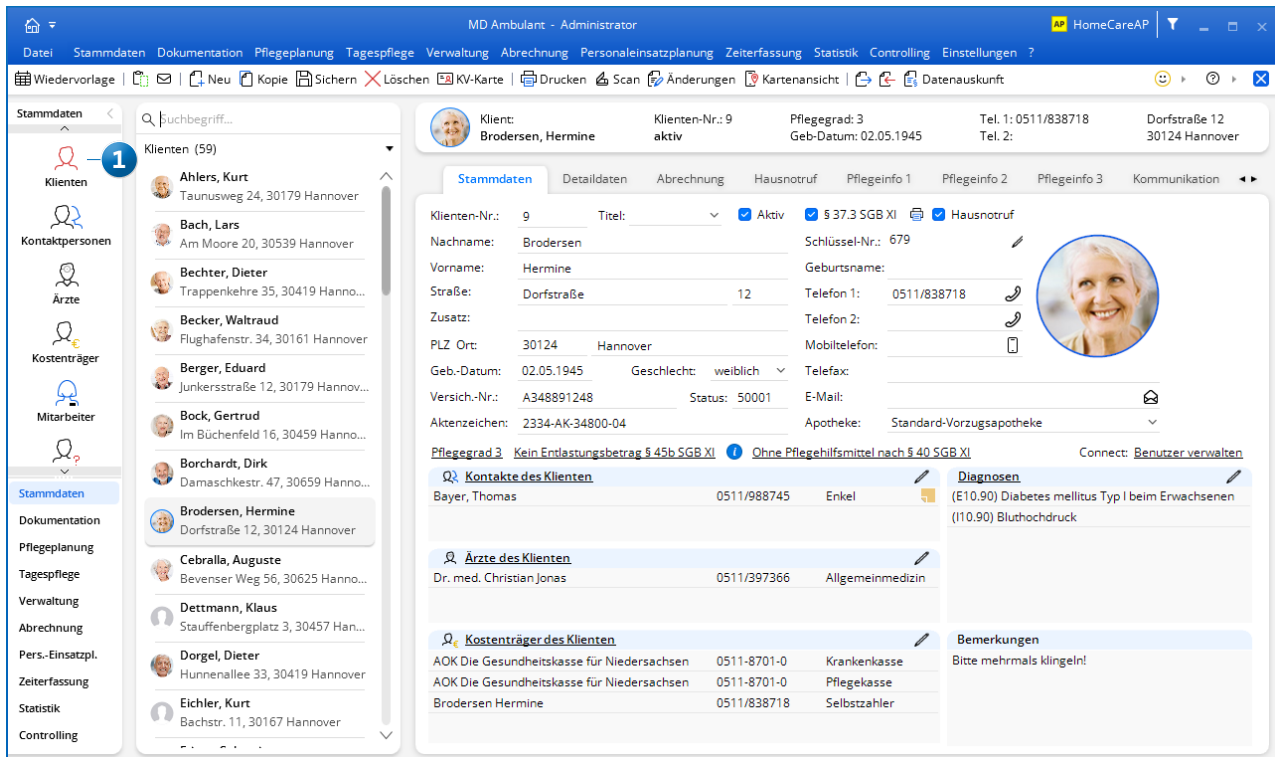 MD Ambulant - Administrator
AP HomeCareAP
Datei Stammdaten Dokumentation Pflegeplanung Tagespflege Verwaltung Abrechnung Personaleinsatzplanung Zeiterfassung Statistik Controlling Einstellungen ?
Wiedervorlage Neu Kopie Sichern Löschen KV-Karte Drucken Scan Änderungen Kartenansicht Datenauskunft
Stammdaten
1
Klienten
Kontaktpersonen
Ärzte
Kostenträger
Mitarbeiter
Stammdaten
Dokumentation
Pflegeplanung
Tagespflege
Verwaltung
Abrechnung
Pers.-Einsatzpl.
Zeiterfassung
Statistik
Controlling
Suchbegriff...
Klienten (59)
Ahlers, Kurt
Taunusweg 24, 30179 Hannover
Bach, Lars
Am Moore 20, 30539 Hannover
Bechter, Dieter
Trappenkehre 35, 30419 Hanno...
Becker, Waltraud
Flughafenstr. 34, 30161 Hannover
Berger, Eduard
Junkersstraße 12, 30179 Hannov...
Bock, Gertrud
Im Büchenfeld 16, 30459 Hanno...
Borchardt, Dirk
Damaschkestr. 47, 30659 Hanno...
Brodersen, Hermine
Dorfstraße 12, 30124 Hannover
Cebralla, Auguste
Bevenser Weg 56, 30625 Hanno...
Dettmann, Klaus
Stauffenbergplatz 3, 30457 Han...
Dorgel, Dieter
Hunnenallee 33, 30419 Hannover
Eichler, Kurt
Bachstr. 11, 30167 Hannover
Klient: Klienten-Nr.: 9 Pflegegrad: 3 Tel. 1: 0511/838718 Dorfstraße 12
Brodersen, Hermine aktiv Geb-Datum: 02.05.1945 Tel. 2: 30124 Hannover
Stammdaten Detaildaten Abrechnung Hausnotruf Pflegeinfo 1 Pflegeinfo 2 Pflegeinfo 3 Kommunikation
Klienten-Nr.: 9 Titel: Aktiv § 37.3 SGB XI Hausnotruf
Nachname: Brodersen Schlüssel-Nr.: 679
Vorname: Hermine Geburtsname:
Straße: Dorfstraße 12 Telefon 1: 0511/838718
Zusatz: Telefon 2:
PLZ Ort: 30124 Hannover Mobiltelefon:
Geb.-Datum: 02.05.1945 Geschlecht: weiblich Telefax:
Versich.-Nr.: A348891248 Status: 50001 E-Mail:
Aktenzeichen: 2334-AK-34800-04 Apotheke: Standard-Vorzugsapotheke
Pflegegrad 3 Kein Entlastungsbetrag § 45b SGB XI i Ohne Pflegehilfsmittel nach § 40 SGB XI Connect: Benutzer verwalten
Kontakte des Klienten
Bayer, Thomas 0511/988745 Enkel
Ärzte des Klienten
Dr. med. Christian Jonas 0511/397366 Allgemeinmedizin
Kostenträger des Klienten
AOK Die Gesundheitskasse für Niedersachsen 0511-8701-0 Krankenkasse
AOK Die Gesundheitskasse für Niedersachsen 0511-8701-0 Pflegekasse
Brodersen Hermine 0511/838718 Selbstzahler
Diagnosen
(E10.90) Diabetes mellitus Typ I beim Erwachsenen
(I10.90) Bluthochdruck
Bemerkungen
Bitte mehrmals klingeln!